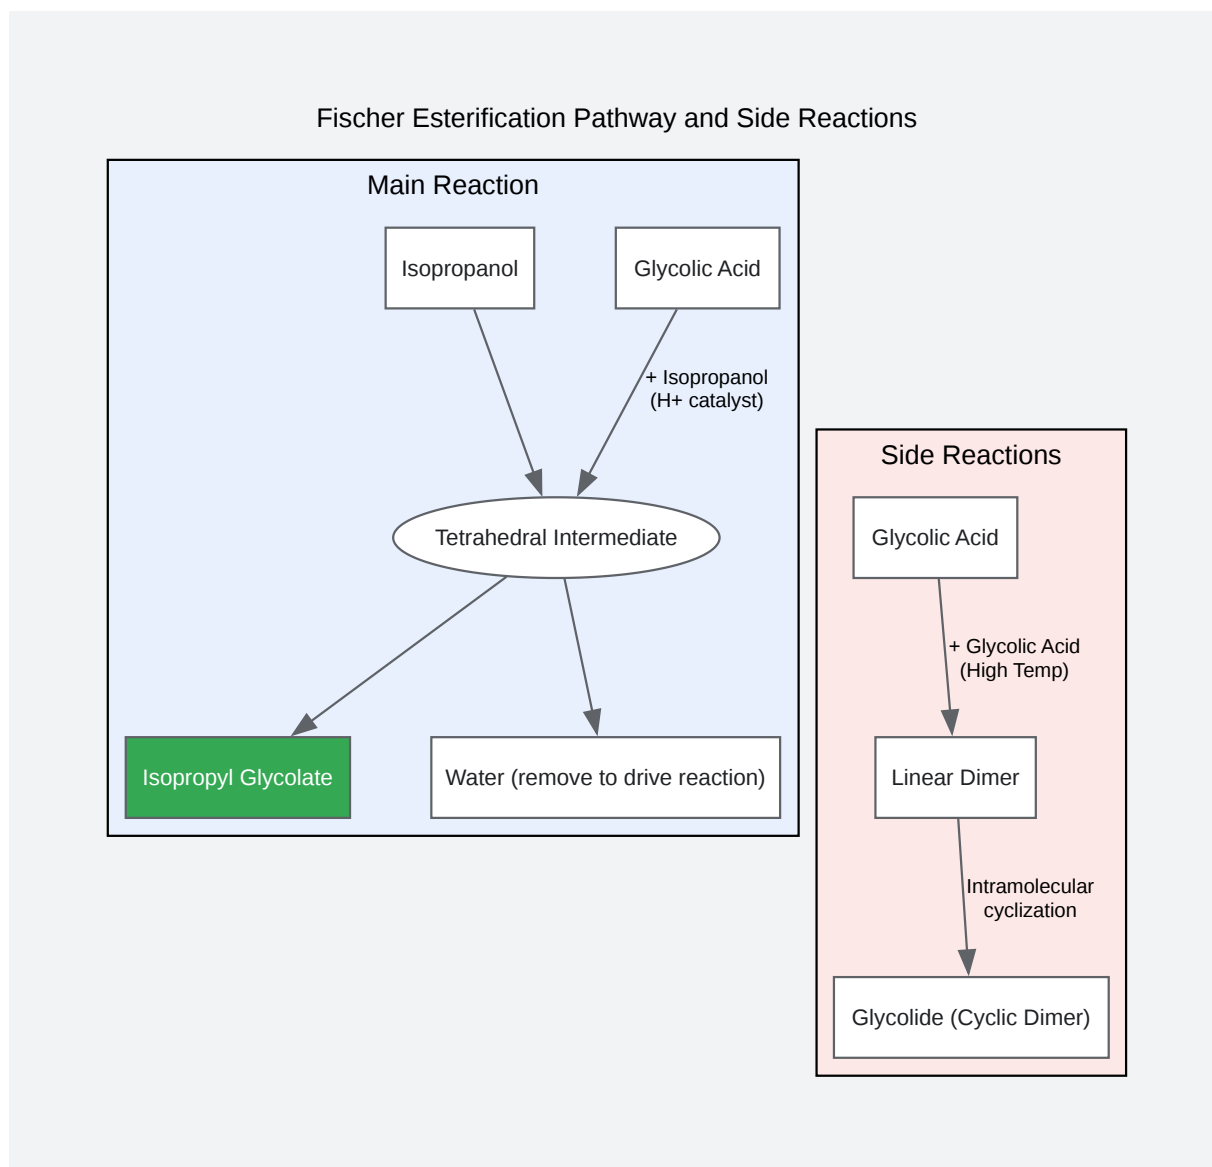 Fischer Esterification Pathway and Side Reactions
Main Reaction
Isopropanol
Glycolic Acid
+ Isopropanol
(H+ catalyst)
Tetrahedral Intermediate
Isopropyl Glycolate
Water (remove to drive reaction)
Side Reactions
Glycolic Acid
+ Glycolic Acid
(High Temp)
Linear Dimer
Intramolecular
cyclization
Glycolide (Cyclic Dimer)